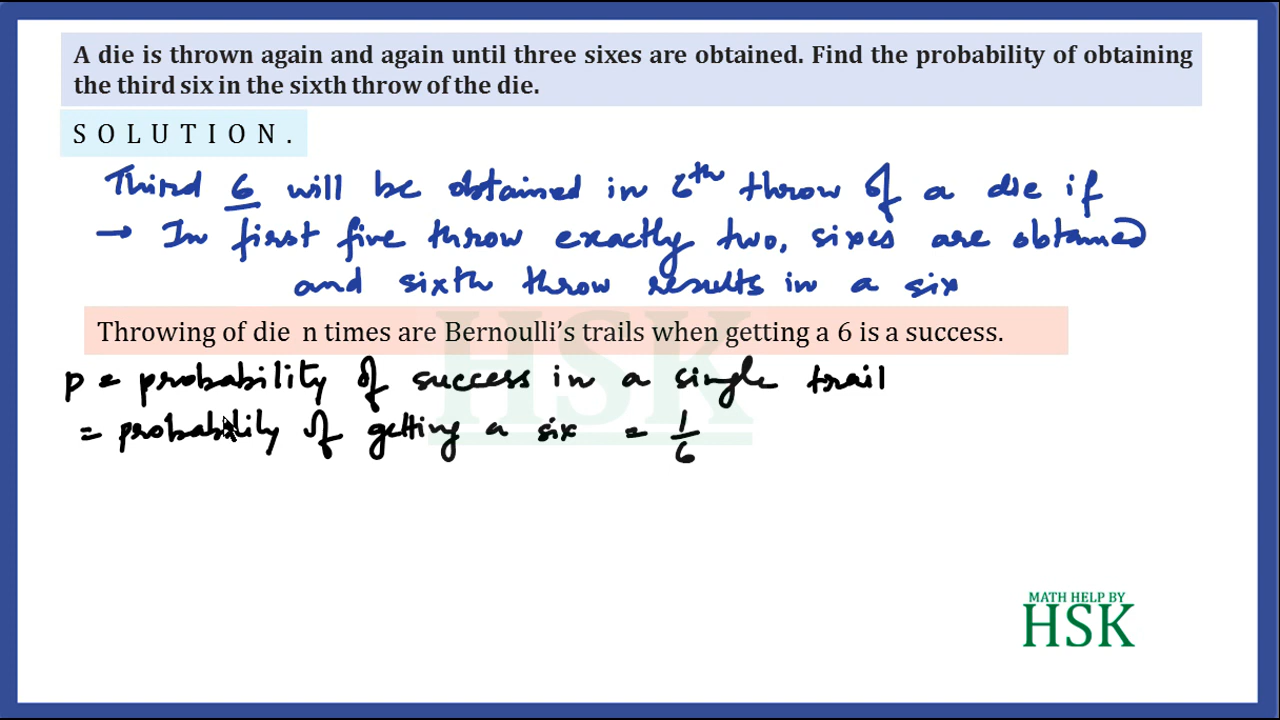 A die is thrown again and again until three sixes are obtained. Find the probability of obtaining
the third six in the sixth throw of the die.
SOLUTION.
Third 6 will be obtained in 6th throw of a die if
→ In first five throw exactly two, sixes are obtained
and sixth throw results in a six
Throwing of die n times are Bernoulli's trails when getting a 6 is a success.
HSK
p = probability of success in a single trail
= probability of getting a six = 1/6
MATH HELP BY
HSK